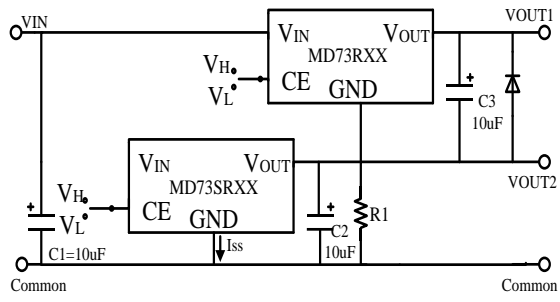 VIN
VOUT1
VIN
VOUT
MD73RXX
VH
VL
CE
GND
C3
10uF
VIN
VOUT
MD73SRXX
VOUT2
VH
VL
CE
GND
R1
C2
10uF
ISS
C1=10uF
Common
Common